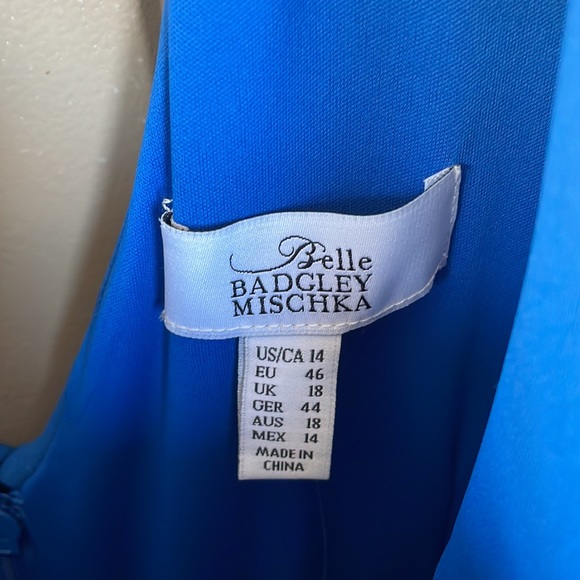 Belle
BADGLEY
MISCHKA
US/CA 14
EU 46
UK 18
GER 44
AUS 18
MEX 14
MADE IN
CHINA